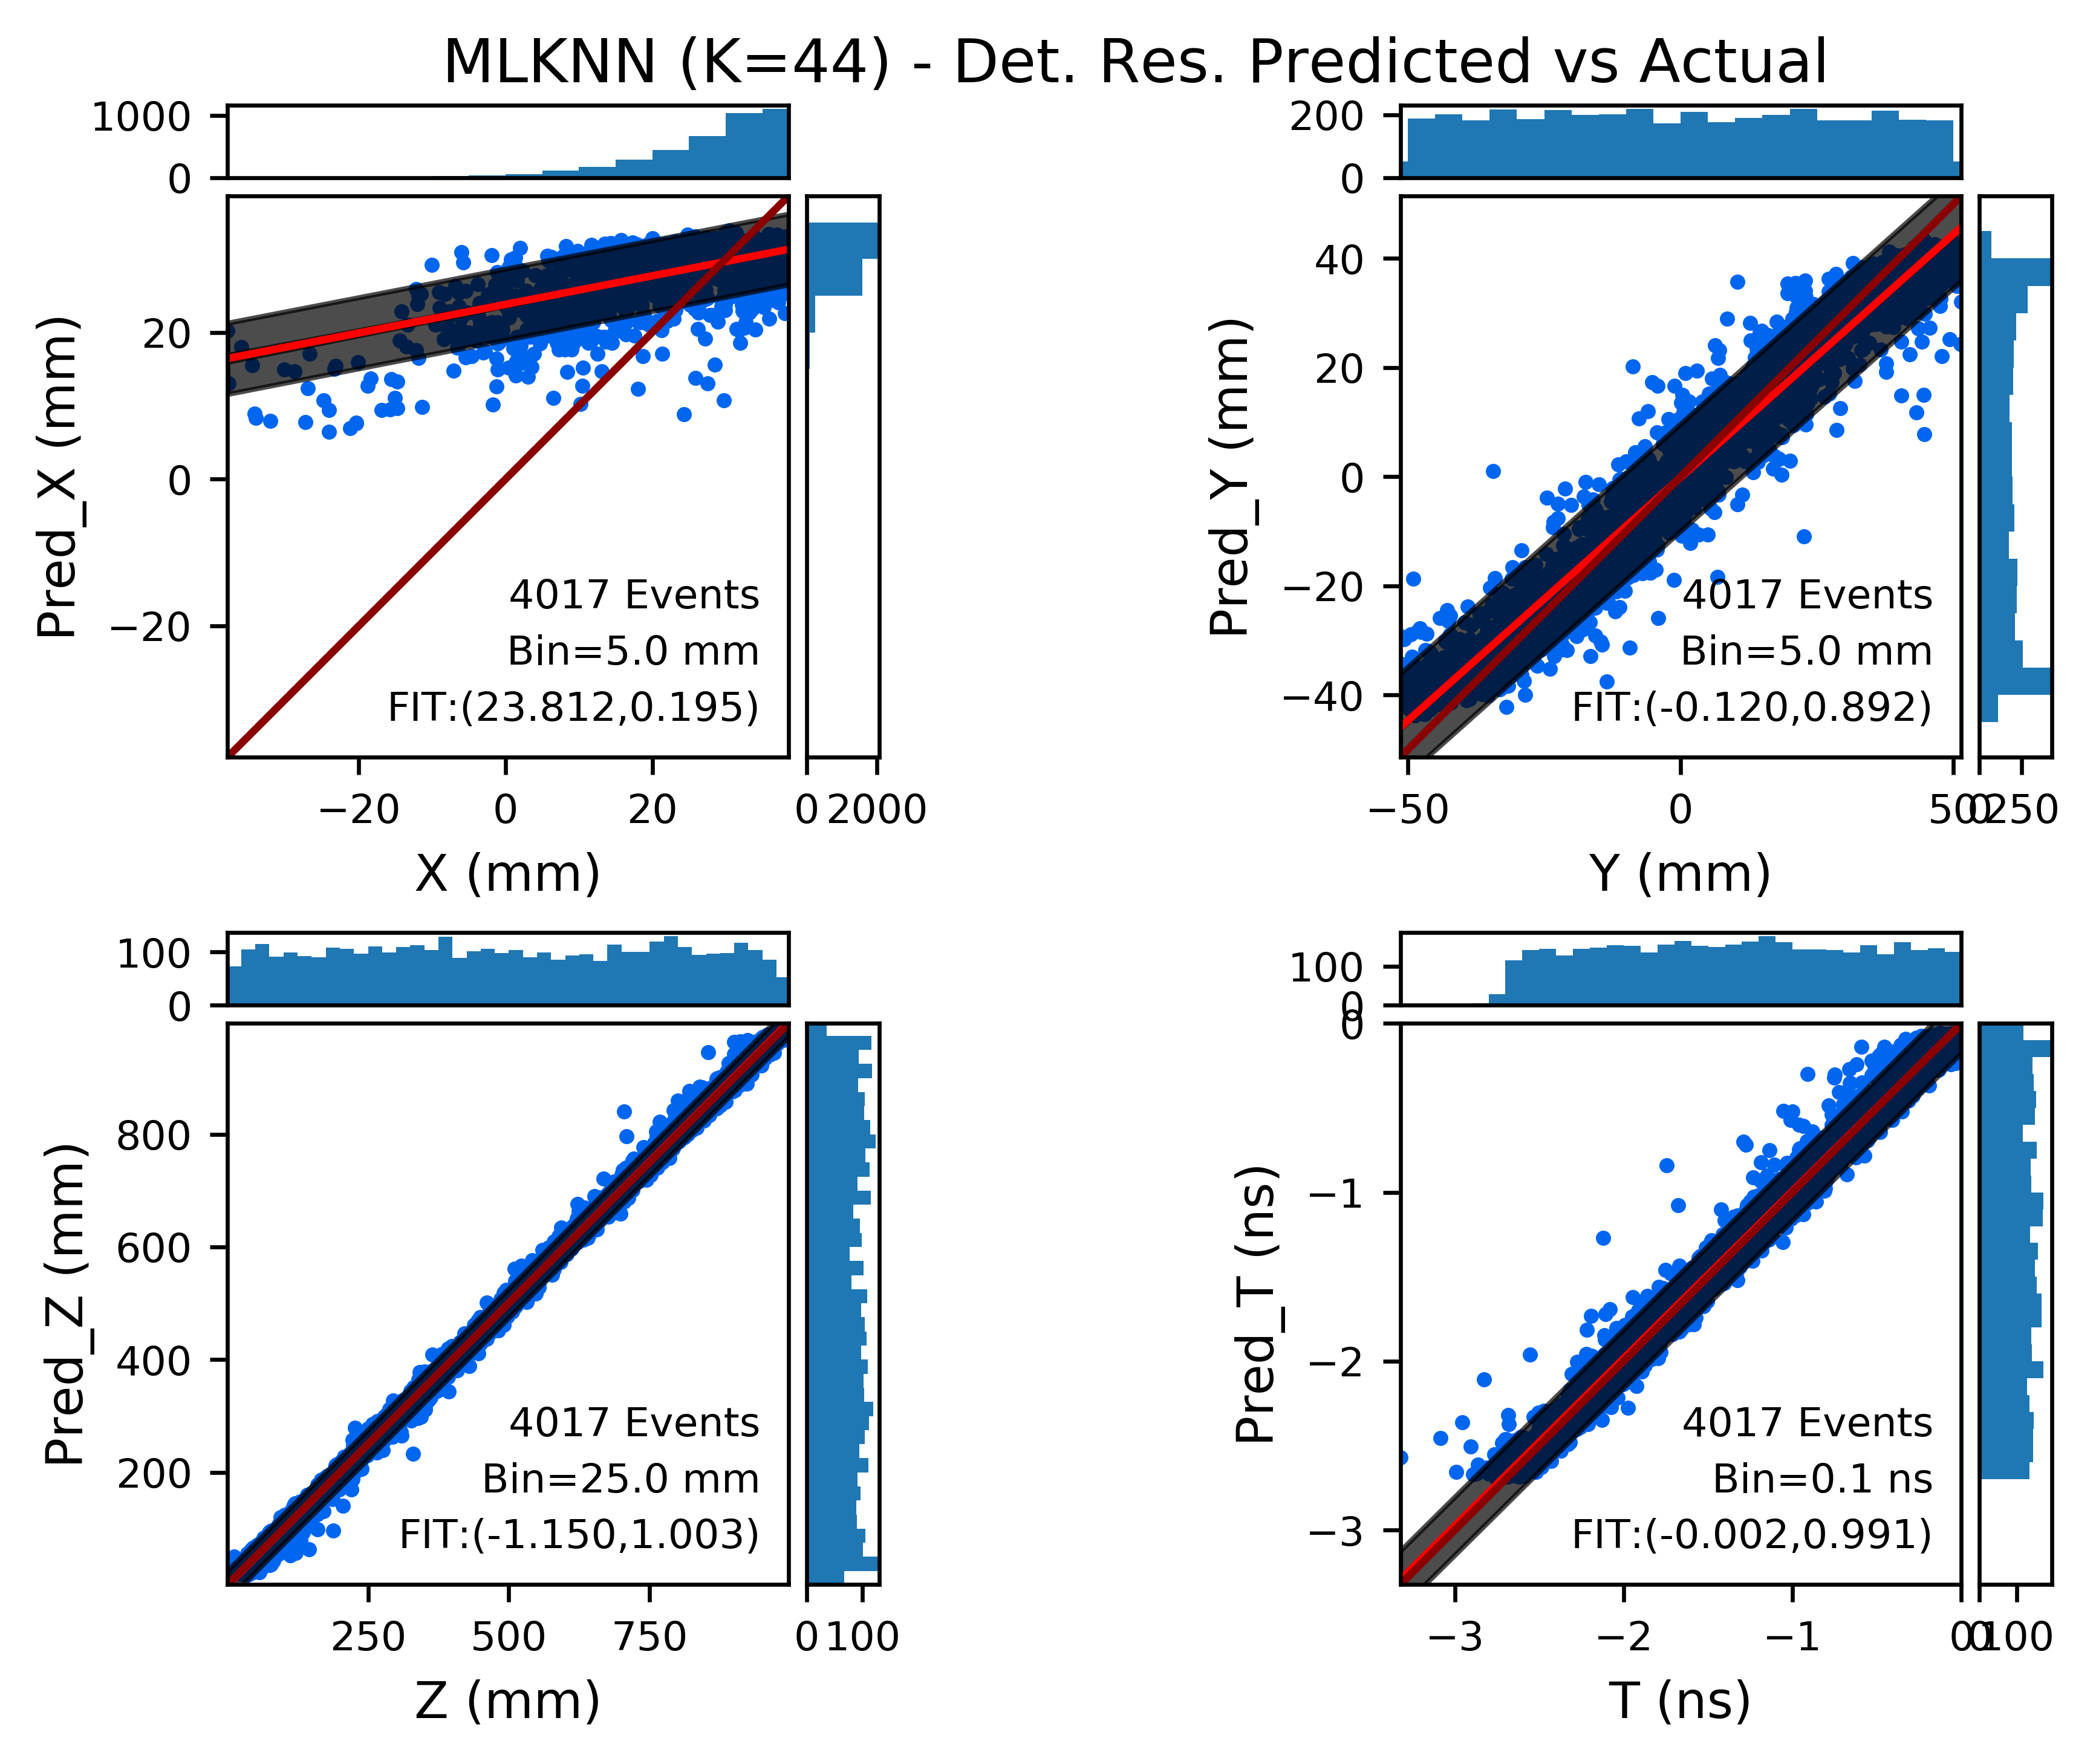 MLKNN (K=44) - Det. Res. Predicted vs Actual
1000
0
20
0
−20
Pred_X (mm)
4017 Events
Bin=5.0 mm
FIT:(23.812,0.195)
−20 0 20
0 2000
X (mm)
200
0
40
20
0
−20
−40
Pred_Y (mm)
4017 Events
Bin=5.0 mm
FIT:(-0.120,0.892)
−50 0 50
0 250
Y (mm)
100
0
800
600
400
200
Pred_Z (mm)
4017 Events
Bin=25.0 mm
FIT:(-1.150,1.003)
250 500 750
0 100
Z (mm)
100
0
0
−1
−2
−3
Pred_T (ns)
4017 Events
Bin=0.1 ns
FIT:(-0.002,0.991)
−3 −2 −1 0
0 100
T (ns)